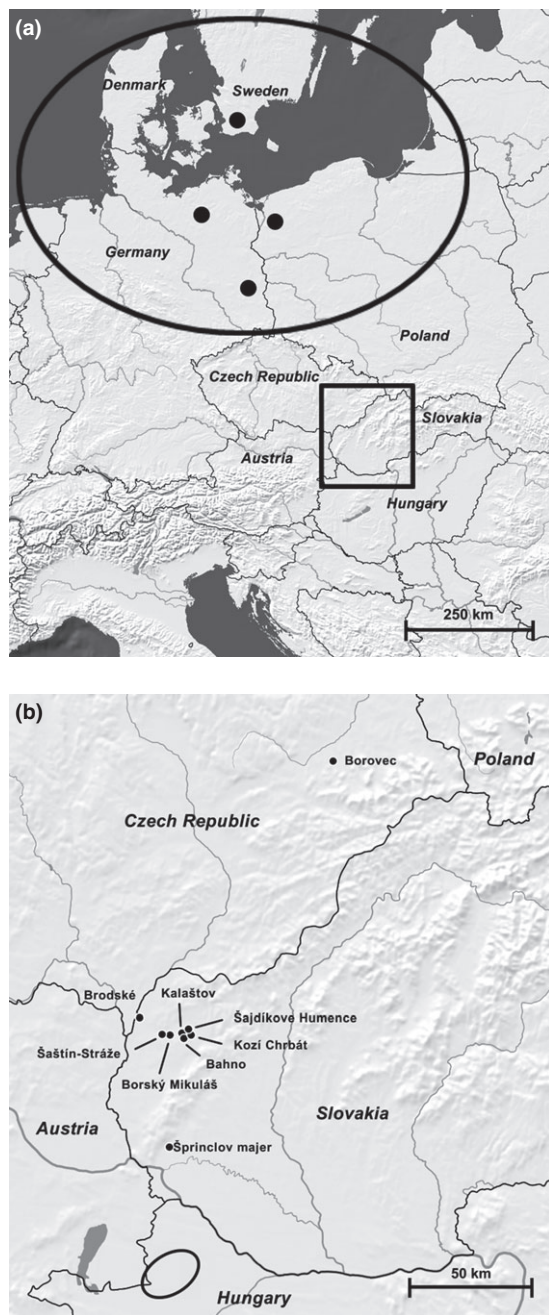 (a)
Denmark
Sweden
Germany
Poland
Czech Republic
Slovakia
Austria
Hungary
250 km
(b)
Borovec
Poland
Czech Republic
Brodské
Kalaštov
Šajdíkove Humence
Šaštín-Stráže
Kozí Chrbát
Bahno
Borský Mikuláš
Slovakia
Austria
Šprinclov majer
50 km
Hungary